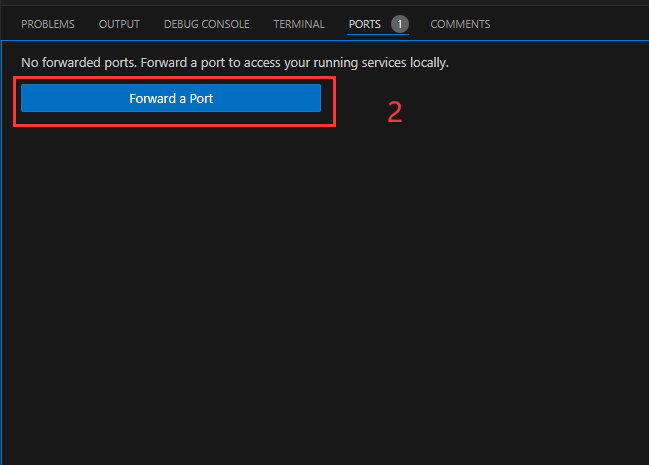 PROBLEMS OUTPUT DEBUG CONSOLE TERMINAL PORTS 1 COMMENTS
No forwarded ports. Forward a port to access your running services locally.
Forward a Port
2